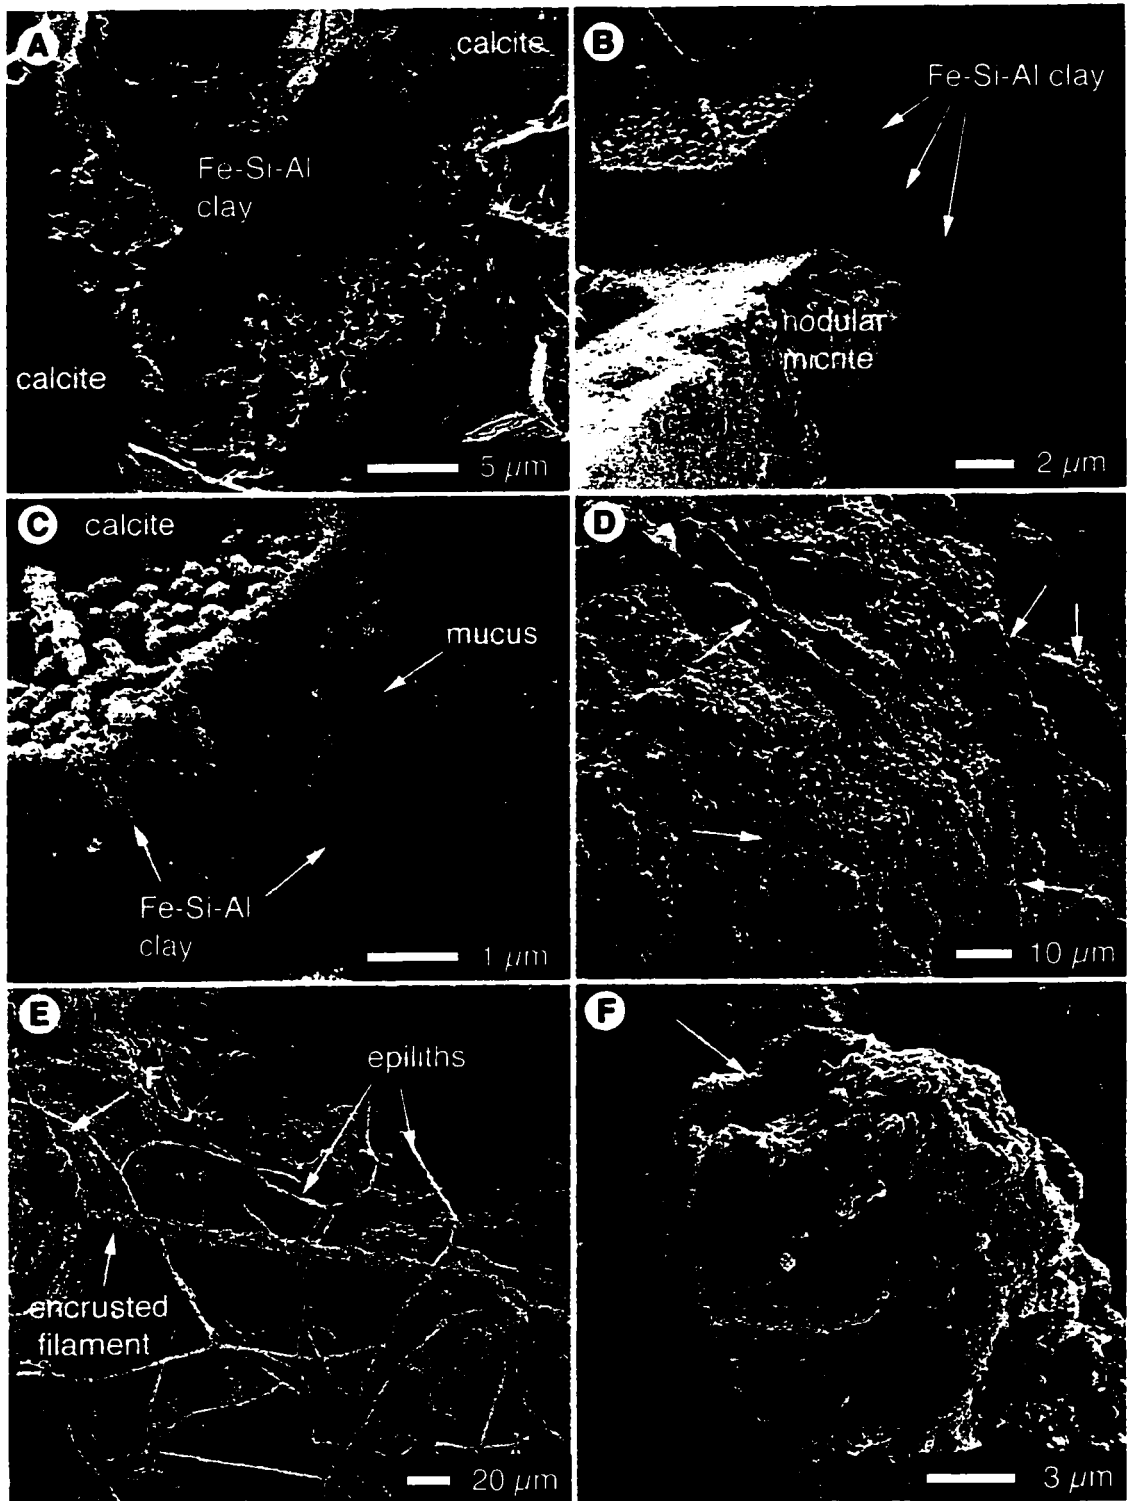 A
calcite
Fe-Si-Al
clay
calcite
5 µm
B
Fe-Si-Al clay
nodular
micrite
2 µm
C
calcite
mucus
Fe-Si-Al
clay
1 µm
D
10 µm
E
F
epiliths
encrusted
filament
20 µm
F
3 µm